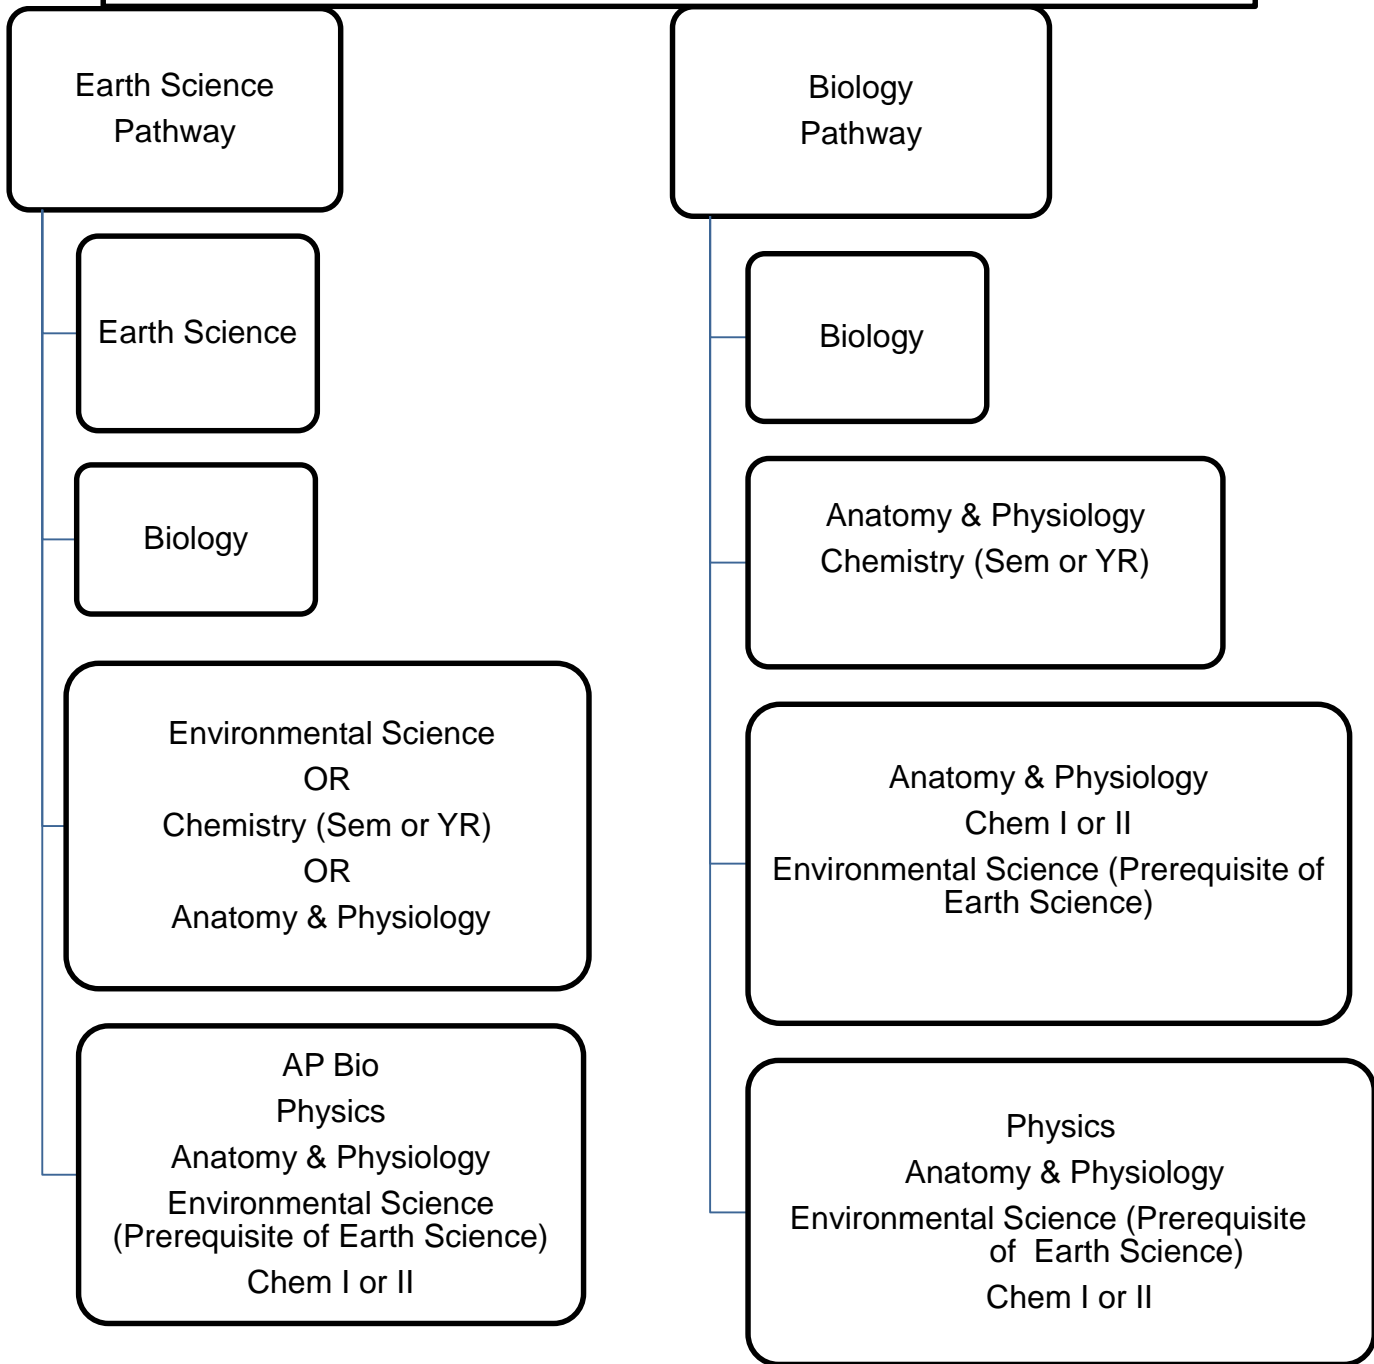 Earth Science
Pathway
Earth Science
Biology
Environmental Science
OR
Chemistry (Sem or YR)
OR
Anatomy & Physiology
AP Bio
Physics
Anatomy & Physiology
Environmental Science
(Prerequisite of Earth Science)
Chem I or II
Biology
Pathway
Biology
Anatomy & Physiology
Chemistry (Sem or YR)
Anatomy & Physiology
Chem I or II
Environmental Science (Prerequisite of
Earth Science)
Physics
Anatomy & Physiology
Environmental Science (Prerequisite
of Earth Science)
Chem I or II